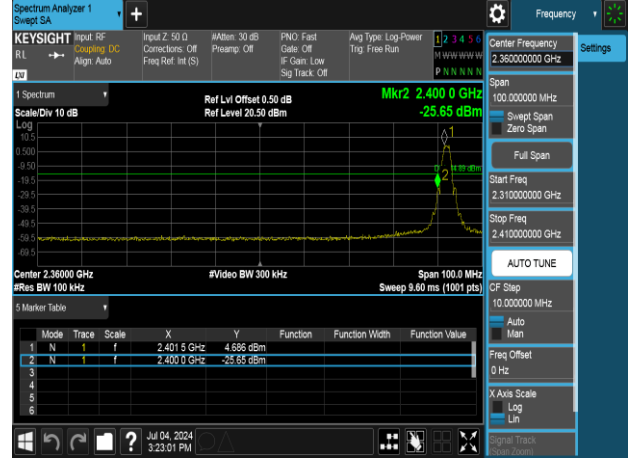 Spectrum Analyzer 1
Swept SA
Frequency
KEYSIGHT
RL
Input: RF
Coupling: DC
Align: Auto
Input Z: 50 Ω
Corrections: Off
Freq Ref: Int (S)
#Atten: 30 dB
Preamp: Off
PNO: Fast
Gate: Off
IF Gain: Low
Sig Track: Off
Avg Type: Log-Power
Trig: Free Run
1 2 3 4 5 6
M W W W W W
P N N N N N
LXI
1 Spectrum
Scale/Div 10 dB
Ref Lvl Offset 0.50 dB
Ref Level 20.50 dBm
Mkr2 2.400 0 GHz
-25.65 dBm
Log
10.5
0.500
-9.50
-19.5
-29.5
-39.5
-49.5
-59.5
-69.5
1
2
Center 2.36000 GHz
#Res BW 100 kHz
#Video BW 300 kHz
Span 100.0 MHz
Sweep 9.60 ms (1001 pts)
5 Marker Table
Mode Trace Scale X Y Function Function Width Function Value
1 N 1 f 2.401 5 GHz 4.686 dBm
2 N 1 f 2.400 0 GHz -25.65 dBm
3
4
5
6
Jul 04, 2024
3:23:01 PM
Center Frequency
2.360000000 GHz
Span
100.000000 MHz
Swept Span
Zero Span
Full Span
Start Freq
2.310000000 GHz
Stop Freq
2.410000000 GHz
AUTO TUNE
CF Step
10.000000 MHz
Auto
Man
Freq Offset
0 Hz
X Axis Scale
Log
Lin
Signal Track
(Span Zoom)
Settings